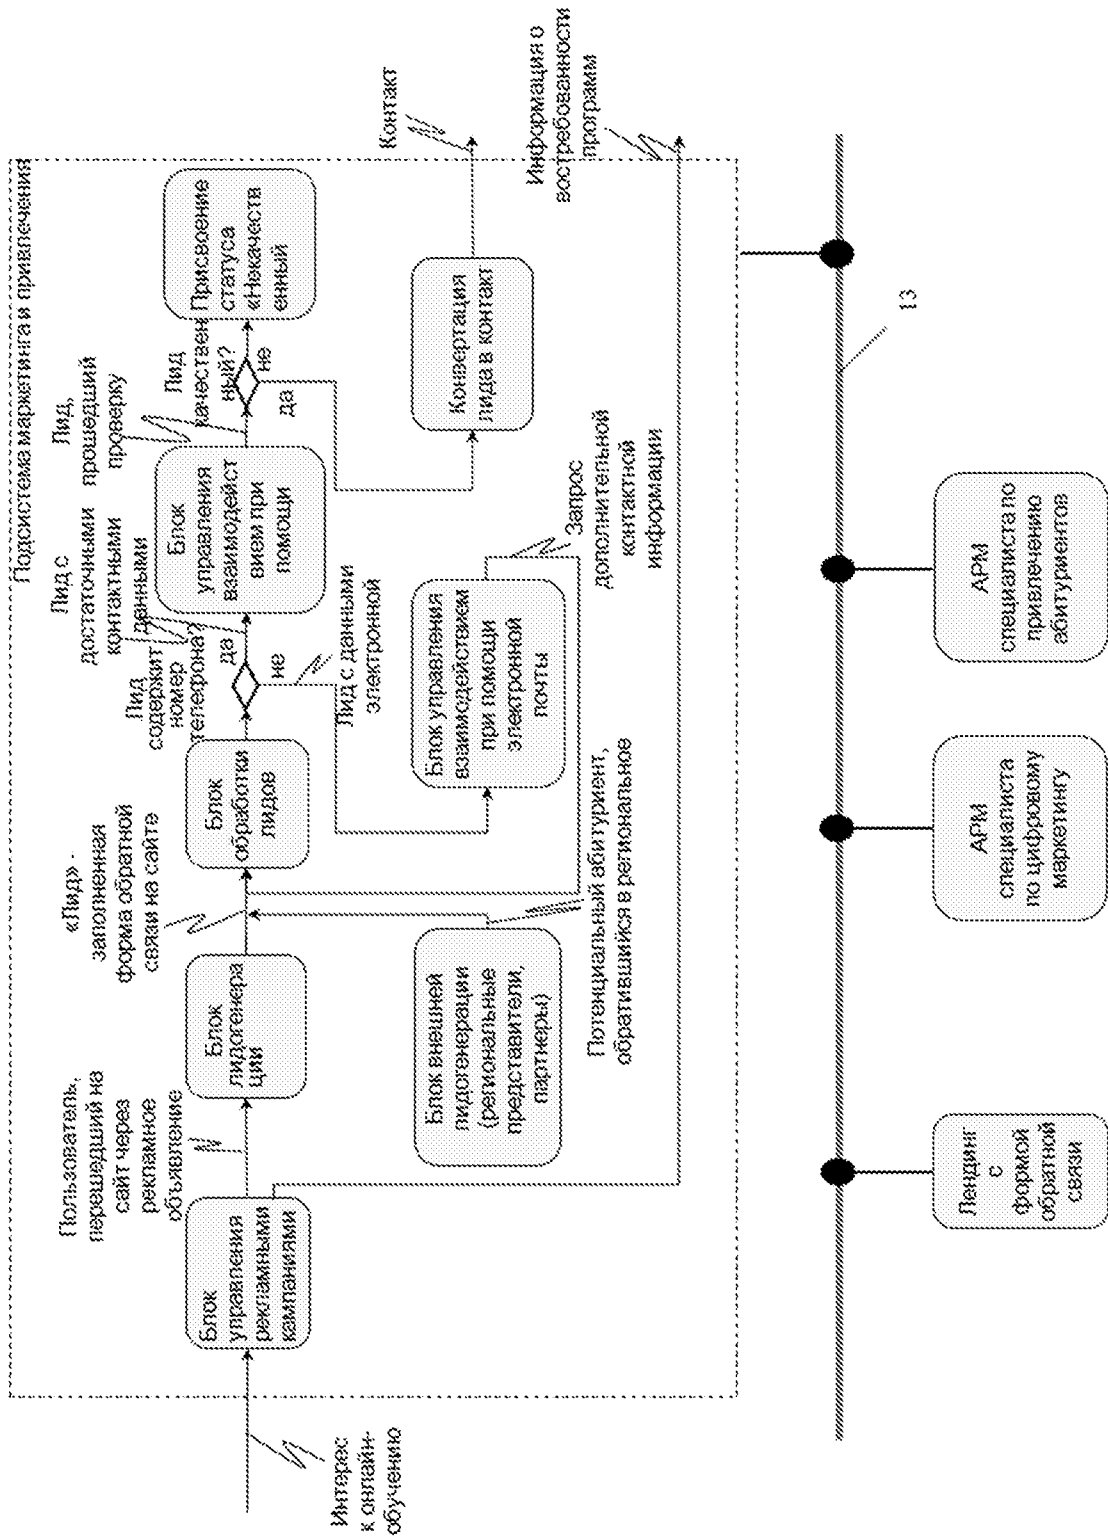 Подсистема маркетинга и привлечения
Интерес
к онлайн-
обучению
Блок
управления
рекламными
кампаниями
Пользователь,
перешедший на
сайт через
рекламное
объявление
Блок
лидогенера
ции
«Лид» -
заполненная
форма обратной
связи на сайте
Блок
обработки
лидов
Лид
содержит
номер
телефона?
да
не
Лид с
достаточными
контактными
данными
Блок
управления
взаимодейст
вием при
помощи
Лид,
прошедший
проверку
Лид
качествен
ный?
не
да
Присвоение
статуса
«Некачеств
енный
Блок внешней
лидогенерации
(региональные
представители,
партнеры)
Потенциальный абитуриент,
обратившийся в региональное
Лид с данными
электронной
Блок управления
взаимодействием
при помощи
электронной
почты
Запрос
дополнительной
контактной
информации
Конвертация
лида в контакт
Контакт
Информация о
востребованности
программ
13
Лендинг
с
формой
обратной
связи
АРМ
специалиста
по цифровому
маркетингу
АРМ
специалиста по
привлечению
абитуриентов